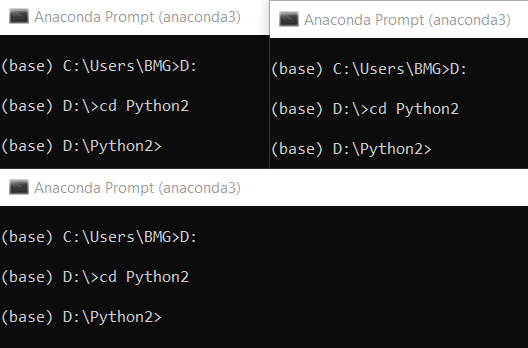 Anaconda Prompt (anaconda3)
(base) C:\Users\BMG>D:
(base) D:\>cd Python2
(base) D:\Python2>
Anaconda Prompt (anaconda3)
(base) C:\Users\BMG>D:
(base) D:\>cd Python2
(base) D:\Python2>
Anaconda Prompt (anaconda3)
(base) C:\Users\BMG>D:
(base) D:\>cd Python2
(base) D:\Python2>